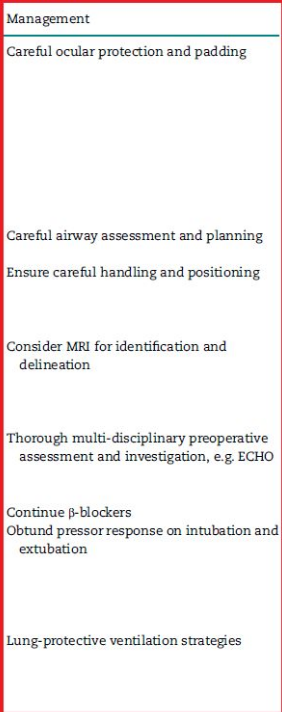 Management
Careful ocular protection and padding
Careful airway assessment and planning
Ensure careful handling and positioning
Consider MRI for identification and
delineation
Thorough multi-disciplinary preoperative
assessment and investigation, e.g. ECHO
Continue β-blockers
Obtund pressor response on intubation and
extubation
Lung-protective ventilation strategies